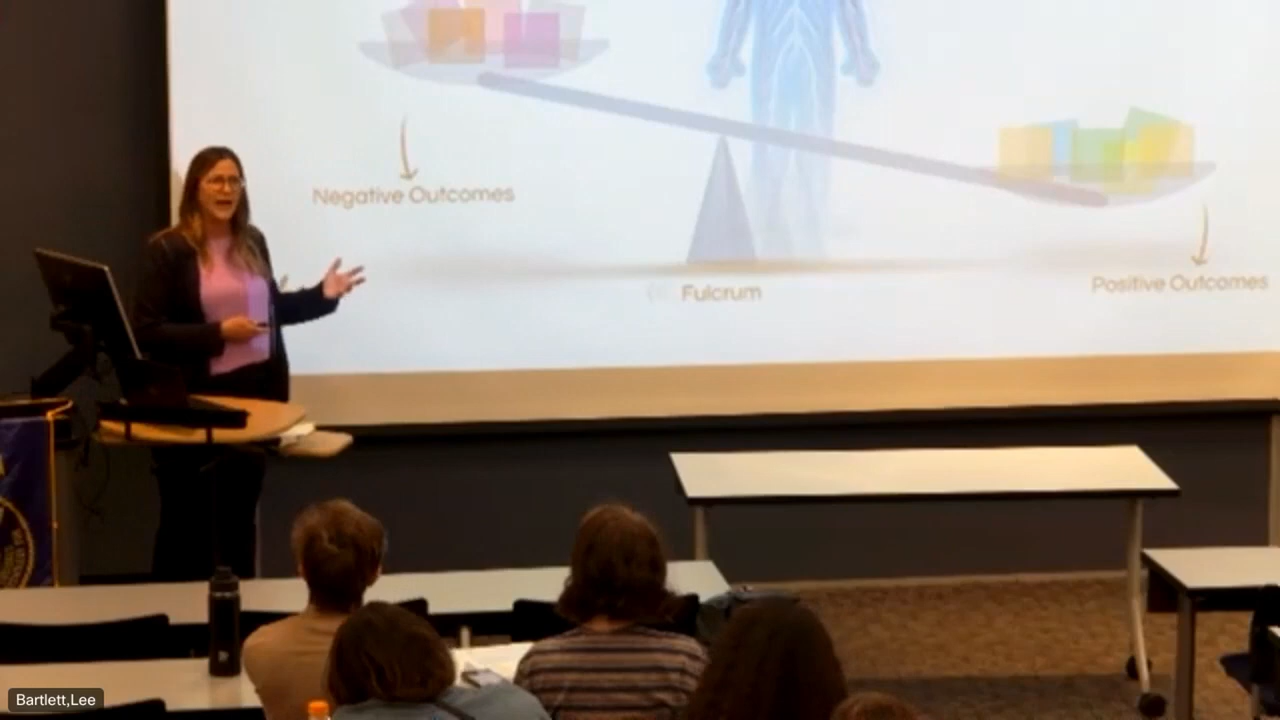 Negative Outcomes
Positive Outcomes
Fulcrum
Bartlett,Lee